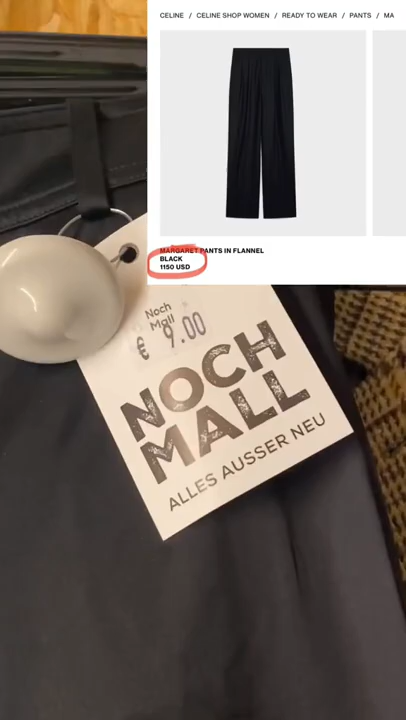 CELINE / CELINE SHOP WOMEN / READY TO WEAR / PANTS / MA
MARGARET PANTS IN FLANNEL
BLACK
1150 USD
Noch
Mall
€ 9.00
NOCH
MALL
ALLES AUSSER NEU